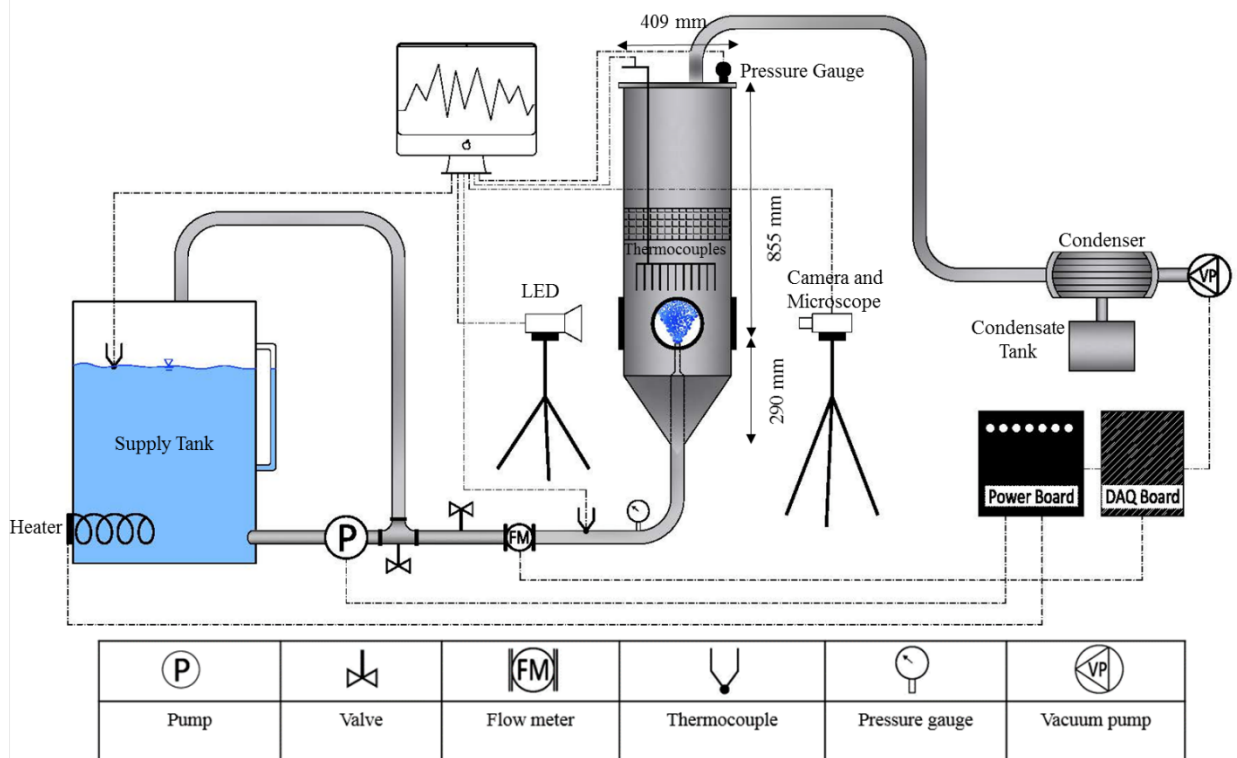 409 mm
Pressure Gauge
855 mm
Thermocouples
Condenser
LED
Camera and
Microscope
VP
Condensate
Tank
290 mm
Supply Tank
Heater
P
FM
Power Board
DAQ Board
P
FM
VP
Pump
Valve
Flow meter
Thermocouple
Pressure gauge
Vacuum pump